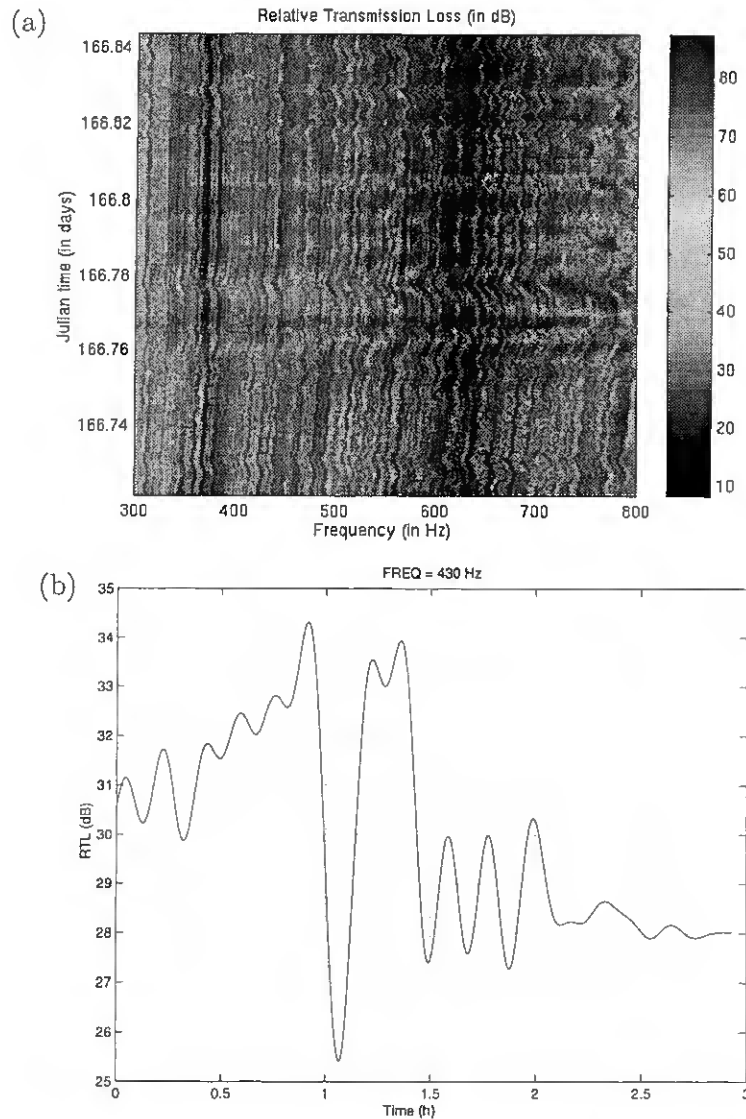 (a)
Relative Transmission Loss (in dB)
Julian time (in days)
166.84
166.82
166.8
166.78
166.76
166.74
300 400 500 600 700 800
Frequency (in Hz)
80
70
60
50
40
30
20
10
(b)
FREQ = 430 Hz
RTL (dB)
35
34
33
32
31
30
29
28
27
26
25
0 0.5 1 1.5 2 2.5 3
Time (h)